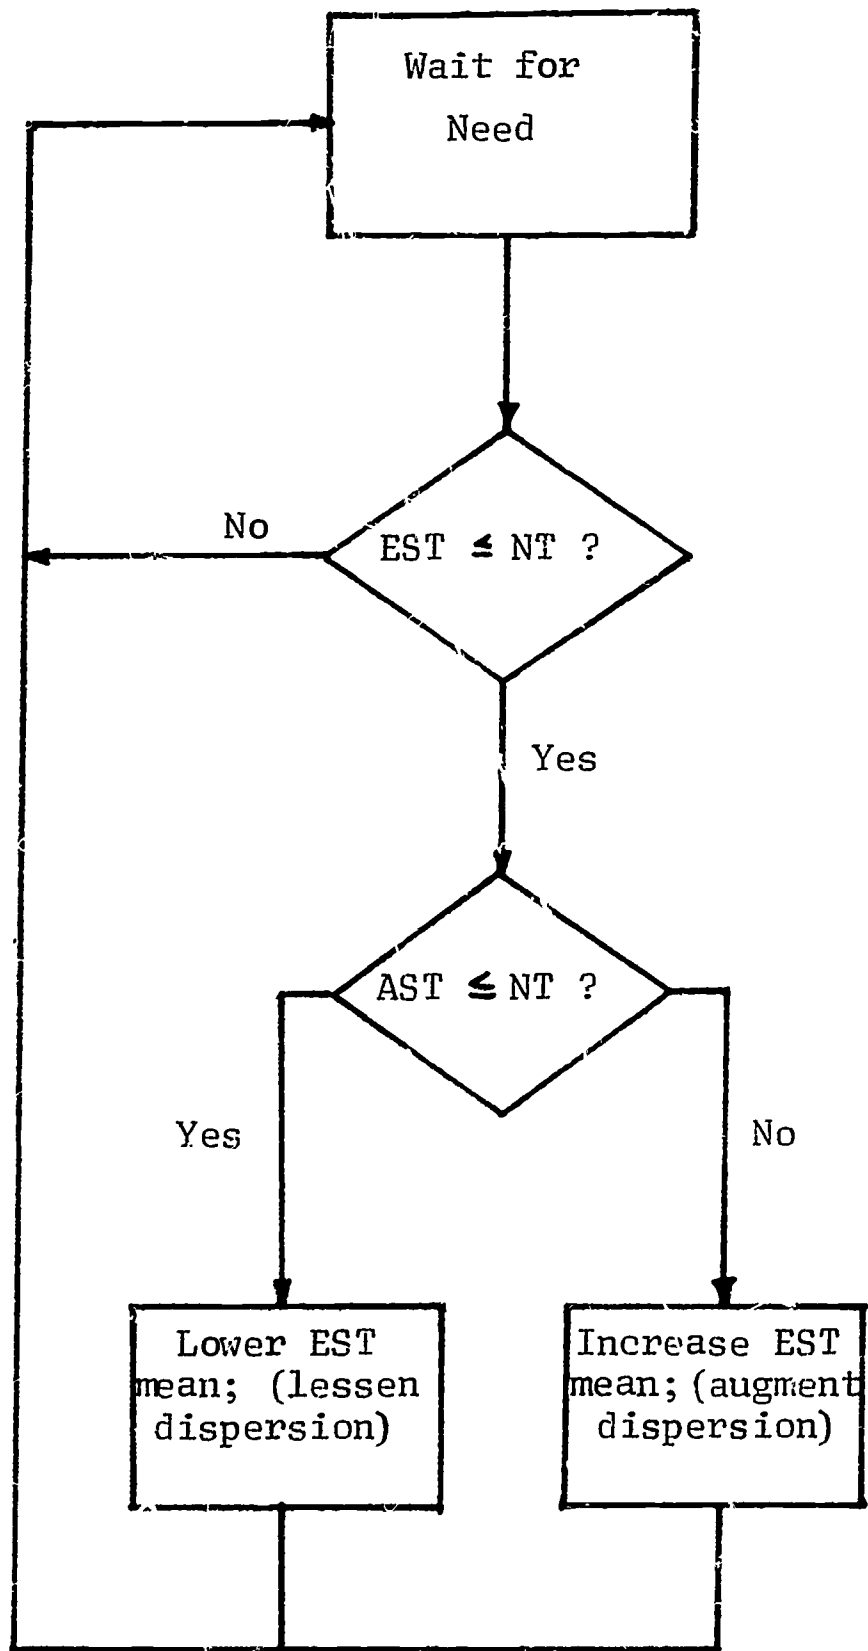 Wait for
Need
No
EST ≤ NT ?
Yes
AST ≤ NT ?
Yes
No
Lower EST
mean; (lessen
dispersion)
Increase EST
mean; (augment
dispersion)